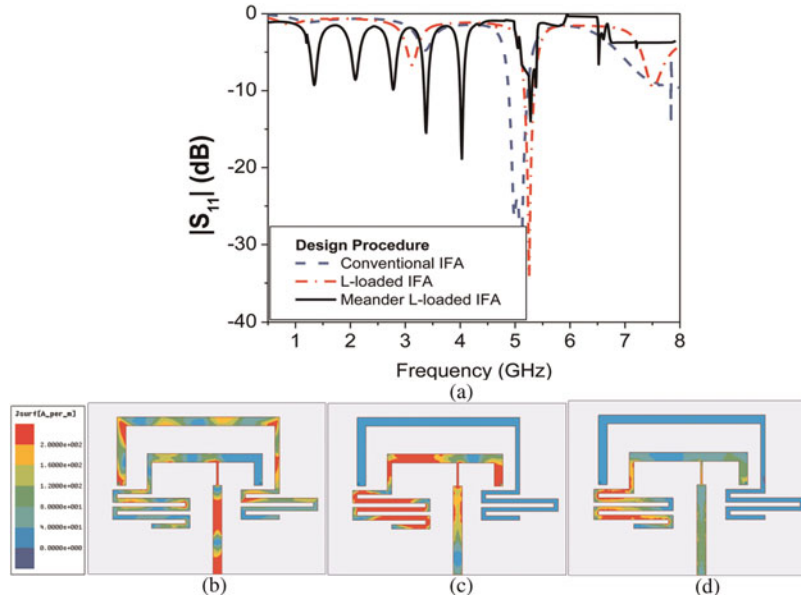 0
-10
-20
-30
-40
|S11| (dB)
Design Procedure
Conventional IFA
L-loaded IFA
Meander L-loaded IFA
1 2 3 4 5 6 7 8
Frequency (GHz)
(a)
Jsurf[A_per_m]
2.0000e+002
1.6000e+002
1.2000e+002
8.0000e+001
4.0000e+001
0.0000e+000
(b) (c) (d)